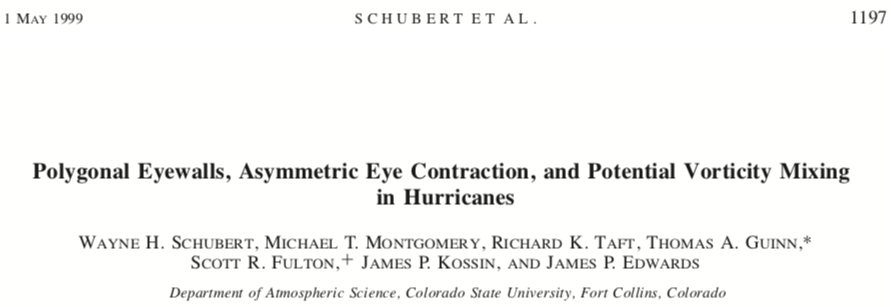 1 MAY 1999 SCHUBERT ET AL. 1197
Polygonal Eyewalls, Asymmetric Eye Contraction, and Potential Vorticity Mixing
in Hurricanes
WAYNE H. SCHUBERT, MICHAEL T. MONTGOMERY, RICHARD K. TAFT, THOMAS A. GUINN,*
SCOTT R. FULTON,+ JAMES P. KOSSIN, AND JAMES P. EDWARDS
Department of Atmospheric Science, Colorado State University, Fort Collins, Colorado